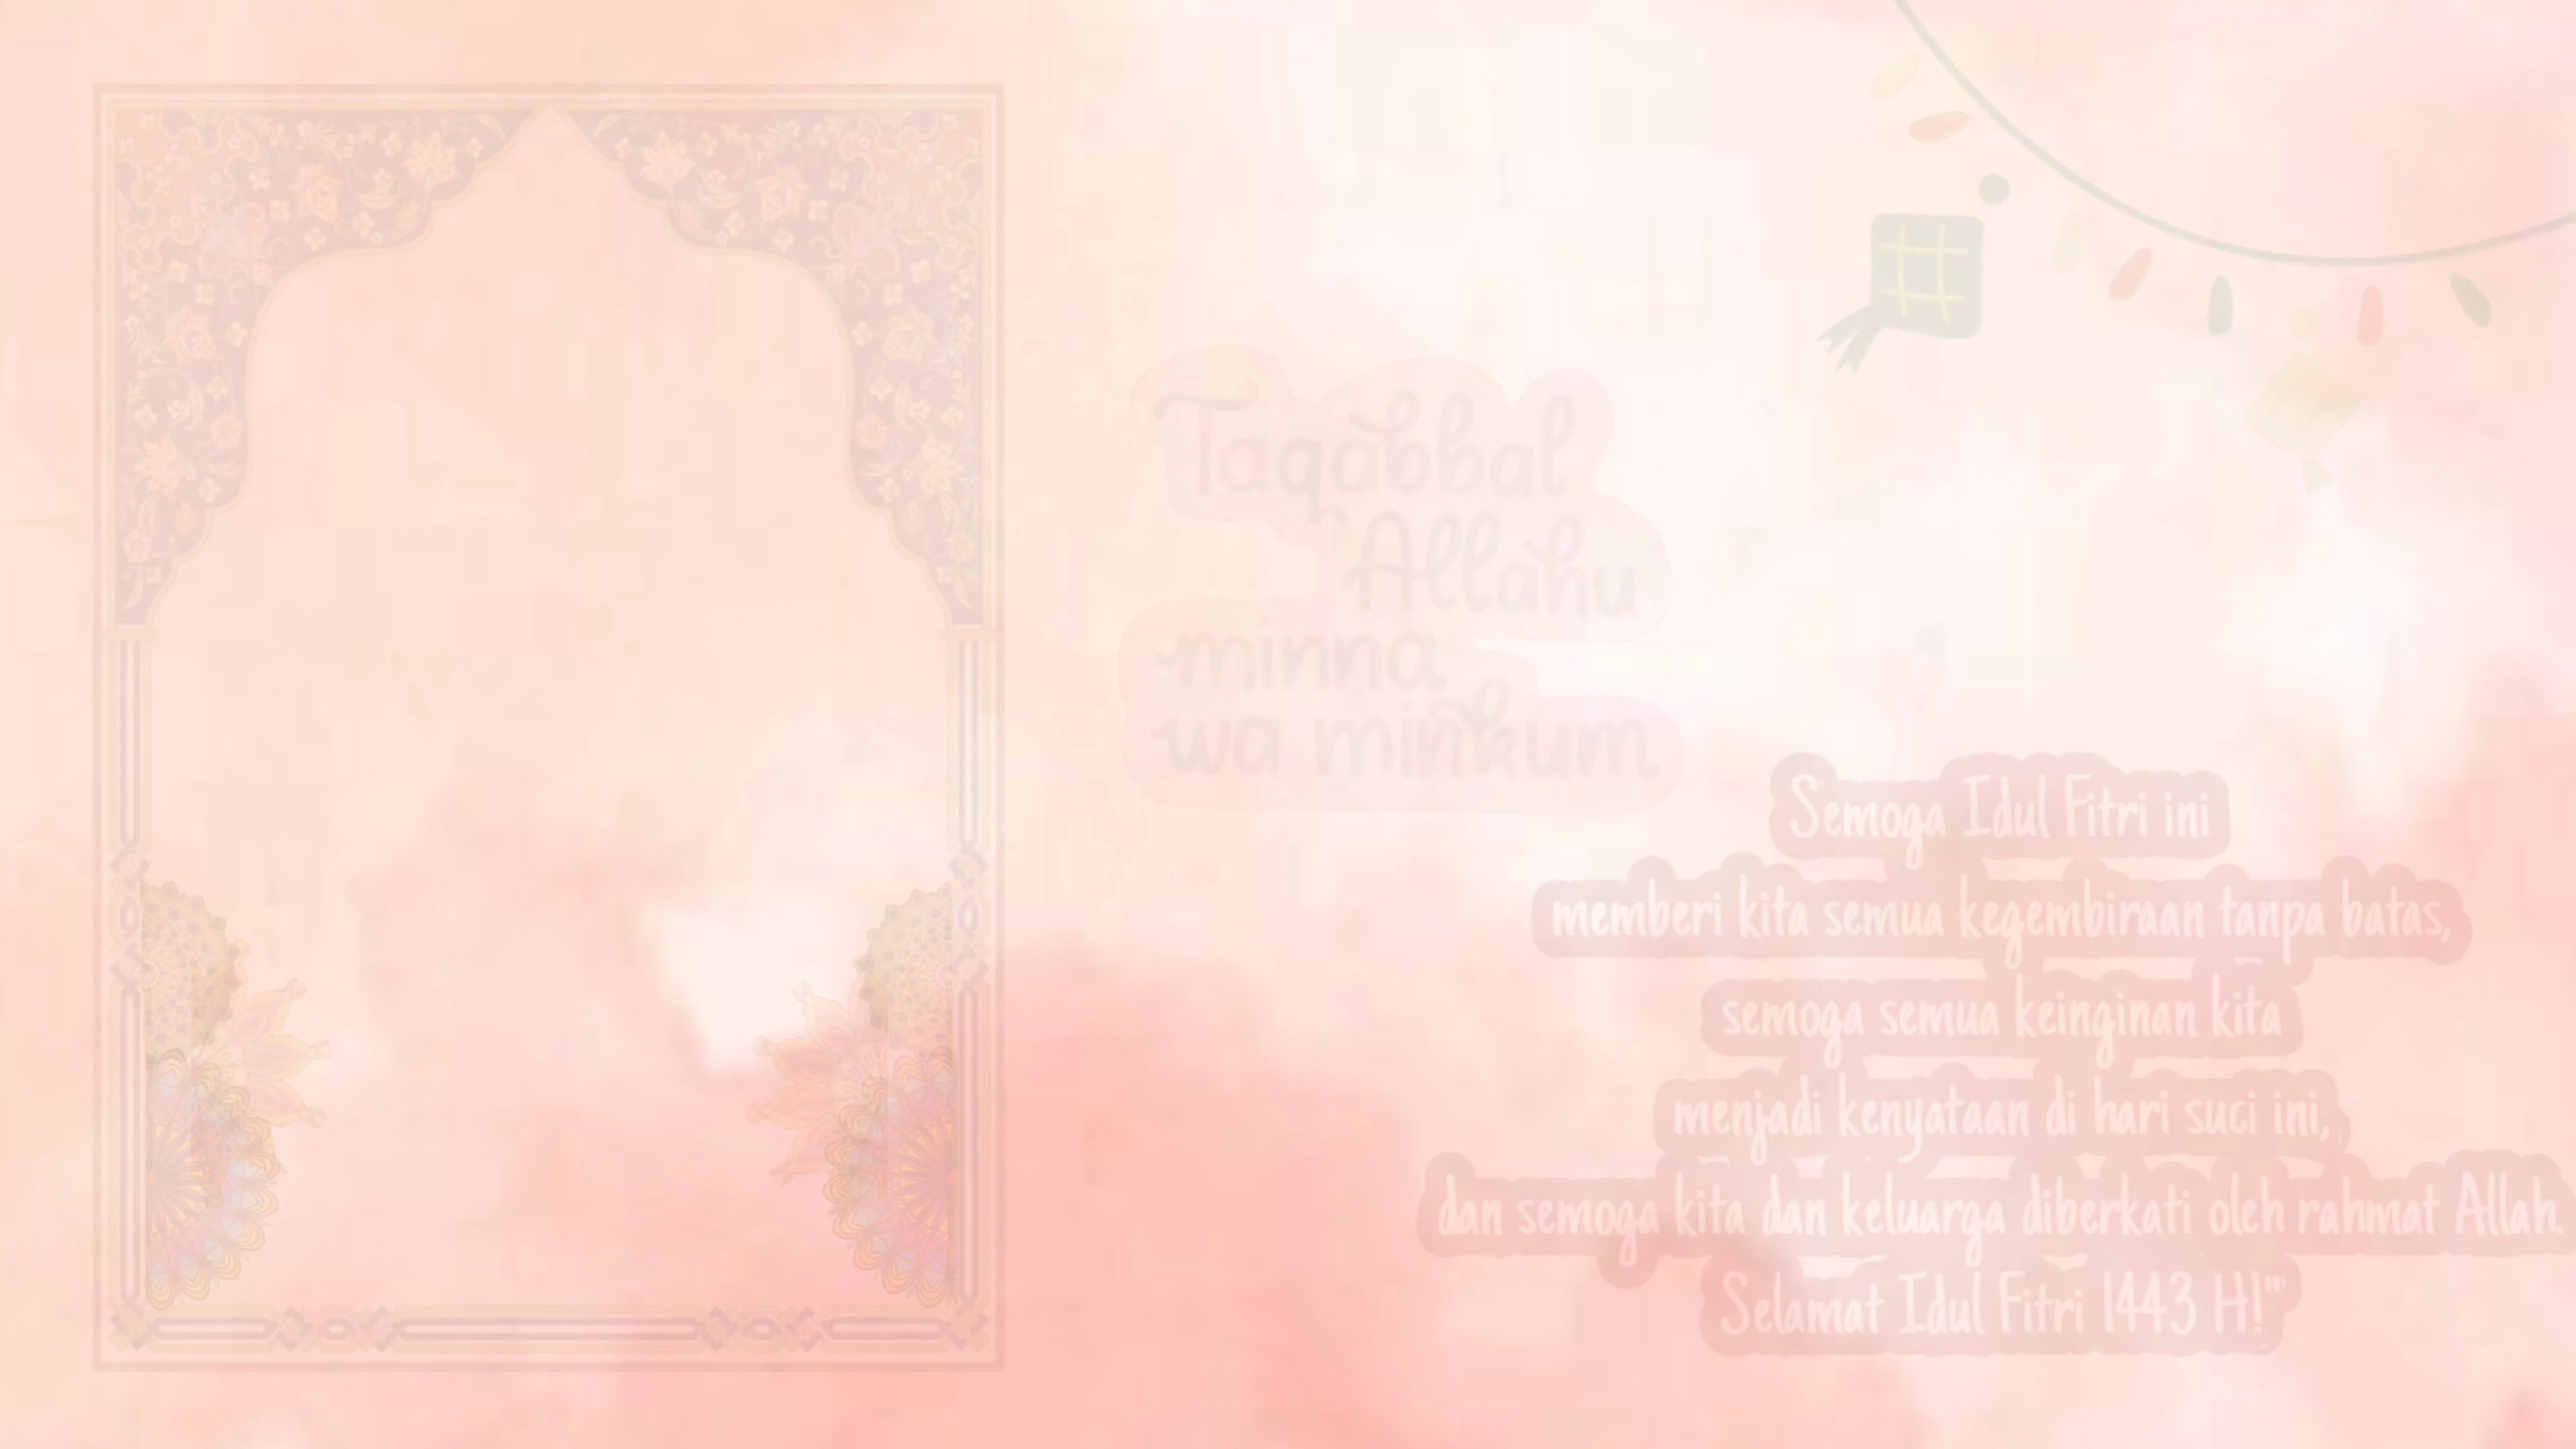 Taqabbal
Allahu
minna
wa minkum
Semoga Idul Fitri ini
memberi kita semua kegembiraan tanpa batas,
semoga semua keinginan kita
menjadi kenyataan di hari suci ini,
dan semoga kita dan keluarga diberkati oleh rahmat Allah.
Selamat Idul Fitri 1443 H!"